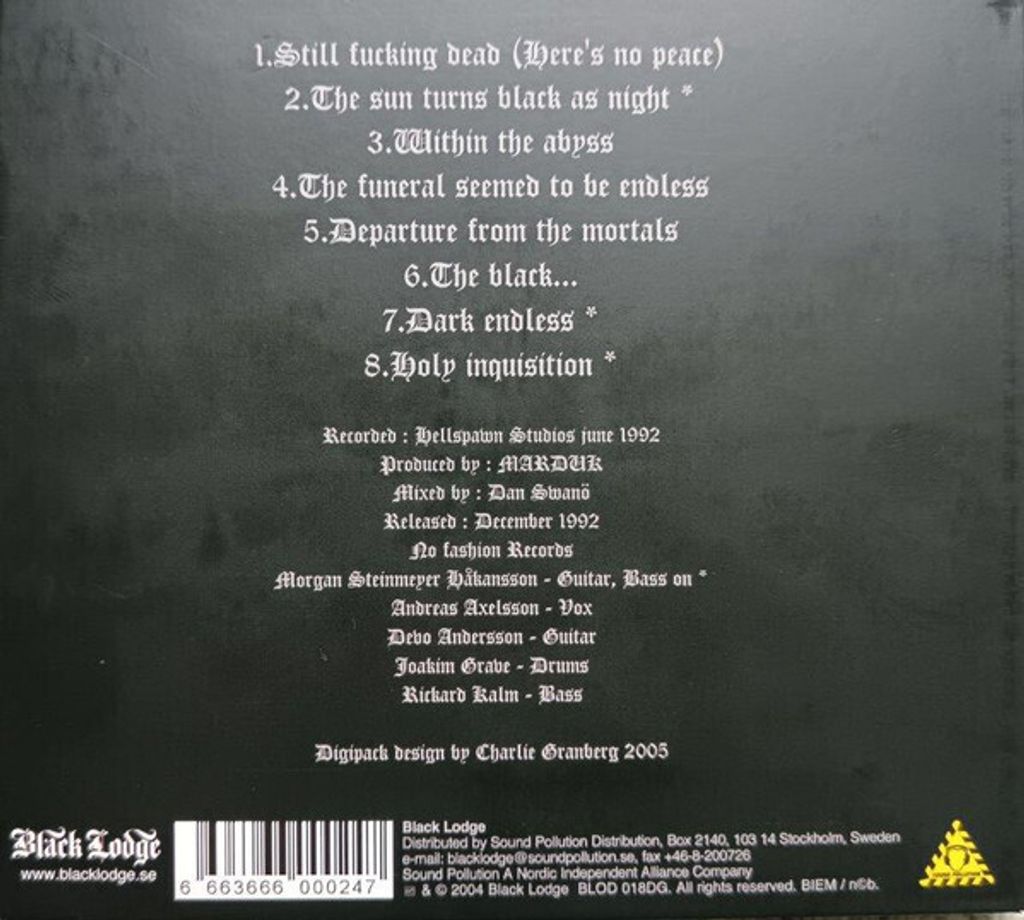 1.Still fucking dead (Here's no peace)
2.The sun turns black as night *
3.Within the abyss
4.The funeral seemed to be endless
5.Departure from the mortals
6.The black...
7.Dark endless *
8.Holy inquisition *
Recorded : Hellspawn Studios june 1992
Produced by : MARDUK
Mixed by : Dan Swanö
Released : December 1992
No fashion Records
Morgan Steinmeyer Håkansson - Guitar, Bass on *
Andreas Axelsson - Vox
Devo Andersson - Guitar
Joakim Grave - Drums
Rickard Kalm - Bass
Digipack design by Charlie Granberg 2005
Black Lodge
www.blacklodge.se
6 663666 000247
Black Lodge
Distributed by Sound Pollution Distribution, Box 2140, 103 14 Stockholm, Sweden
e-mail: blacklodge@soundpollution.se, fax +46-8-200726
Sound Pollution A Nordic Independent Alliance Company
℗ & © 2004 Black Lodge BLOD 018DG. All rights reserved. BIEM / n©b.